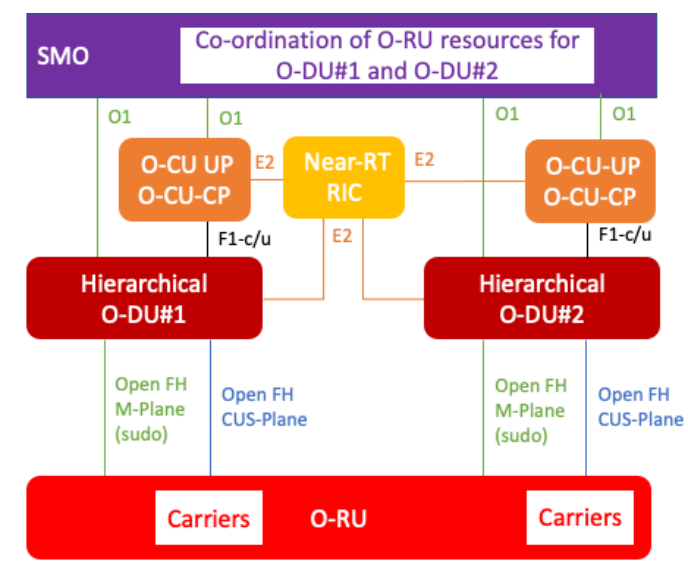 SMO
Co-ordination of O-RU resources for
O-DU#1 and O-DU#2
O1
O1
O1
O1
O-CU UP
O-CU-CP
E2
Near-RT
RIC
E2
O-CU-UP
O-CU-CP
F1-c/u
E2
F1-c/u
Hierarchical
O-DU#1
Hierarchical
O-DU#2
Open FH
M-Plane
(sudo)
Open FH
CUS-Plane
Open FH
M-Plane
(sudo)
Open FH
CUS-Plane
Carriers
O-RU
Carriers